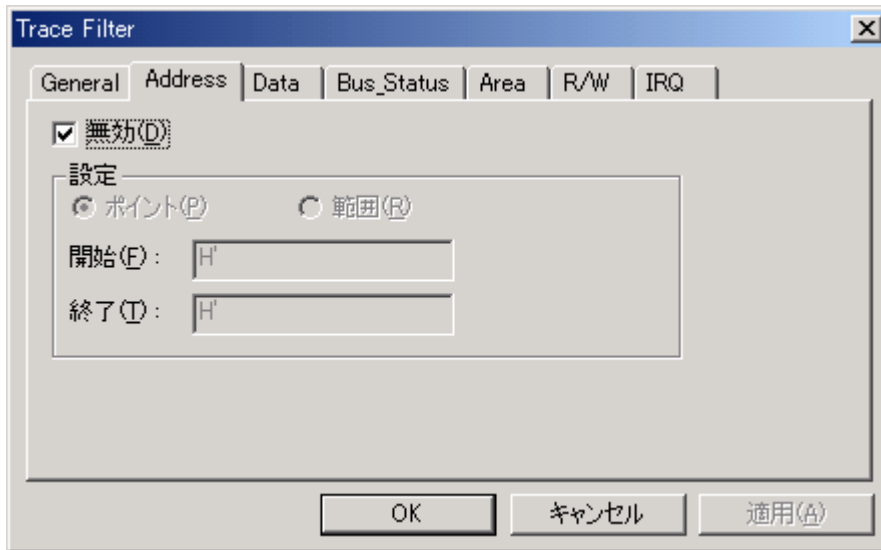 Trace Filter
General Address Data Bus_Status Area R/W IRQ
無効(D)
設定
ポイント(P) 範囲(R)
開始(F) : H'
終了(T) : H'
OK キャンセル 適用(A)